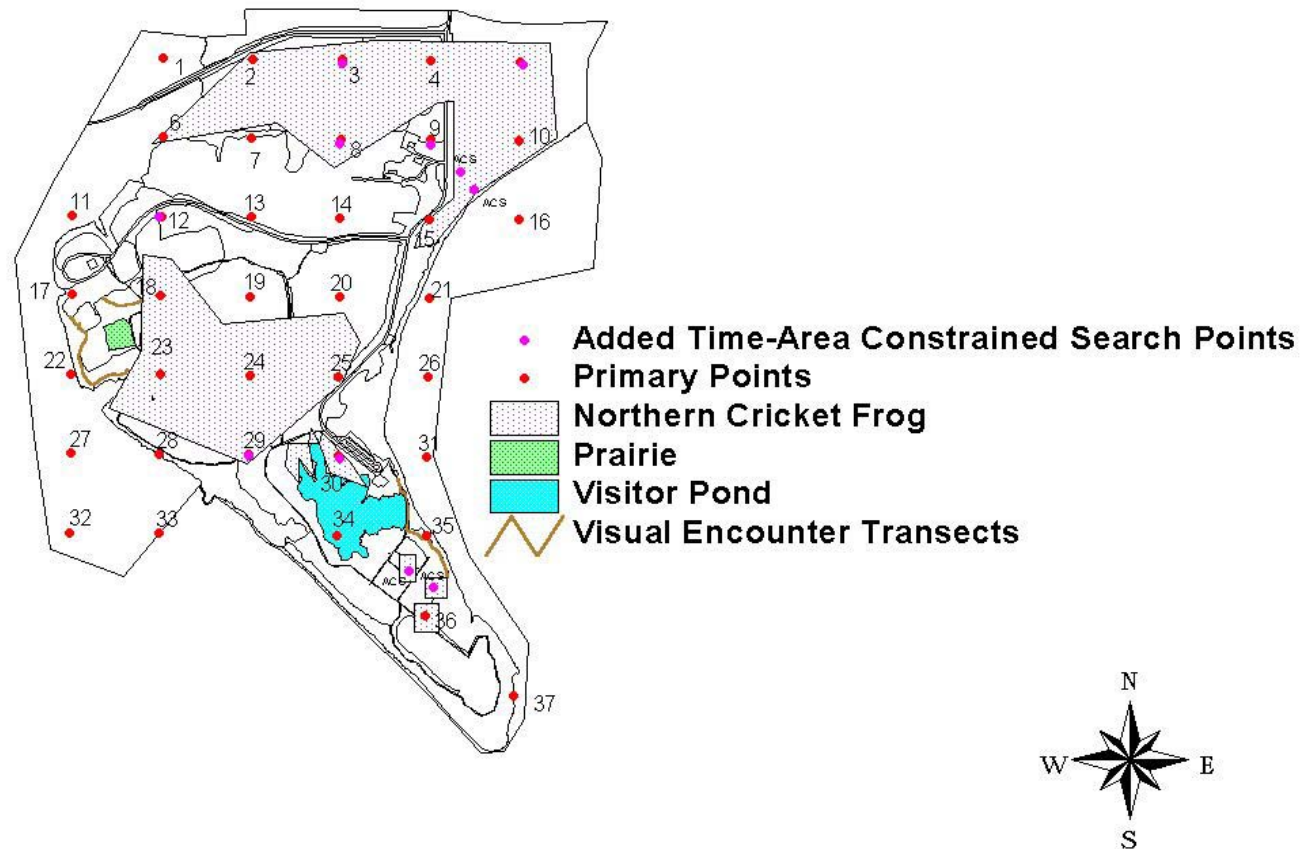 1
2
3
4
6
7
8
9
10
ACS
ACS
11
12
13
14
15
16
17
18
19
20
21
22
23
24
25
26
27
28
29
30
31
32
33
34
35
ACS
ACS
36
37
Added Time-Area Constrained Search Points
Primary Points
Northern Cricket Frog
Prairie
Visitor Pond
Visual Encounter Transects
N
W E
S